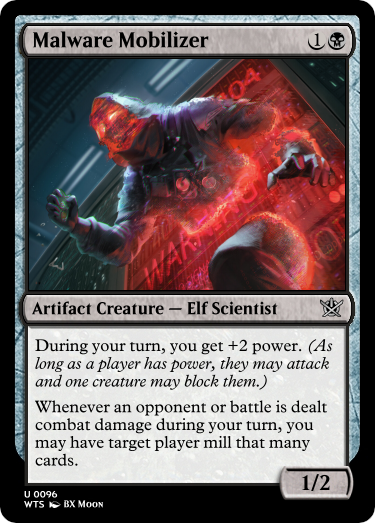 Malware Mobilizer 1
404
WARNING
Artifact Creature — Elf Scientist
During your turn, you get +2 power. (As
long as a player has power, they may attack
and one creature may block them.)
Whenever an opponent or battle is dealt
combat damage during your turn, you
may have target player mill that many
cards.
1/2
U 0096
WTS BX Moon